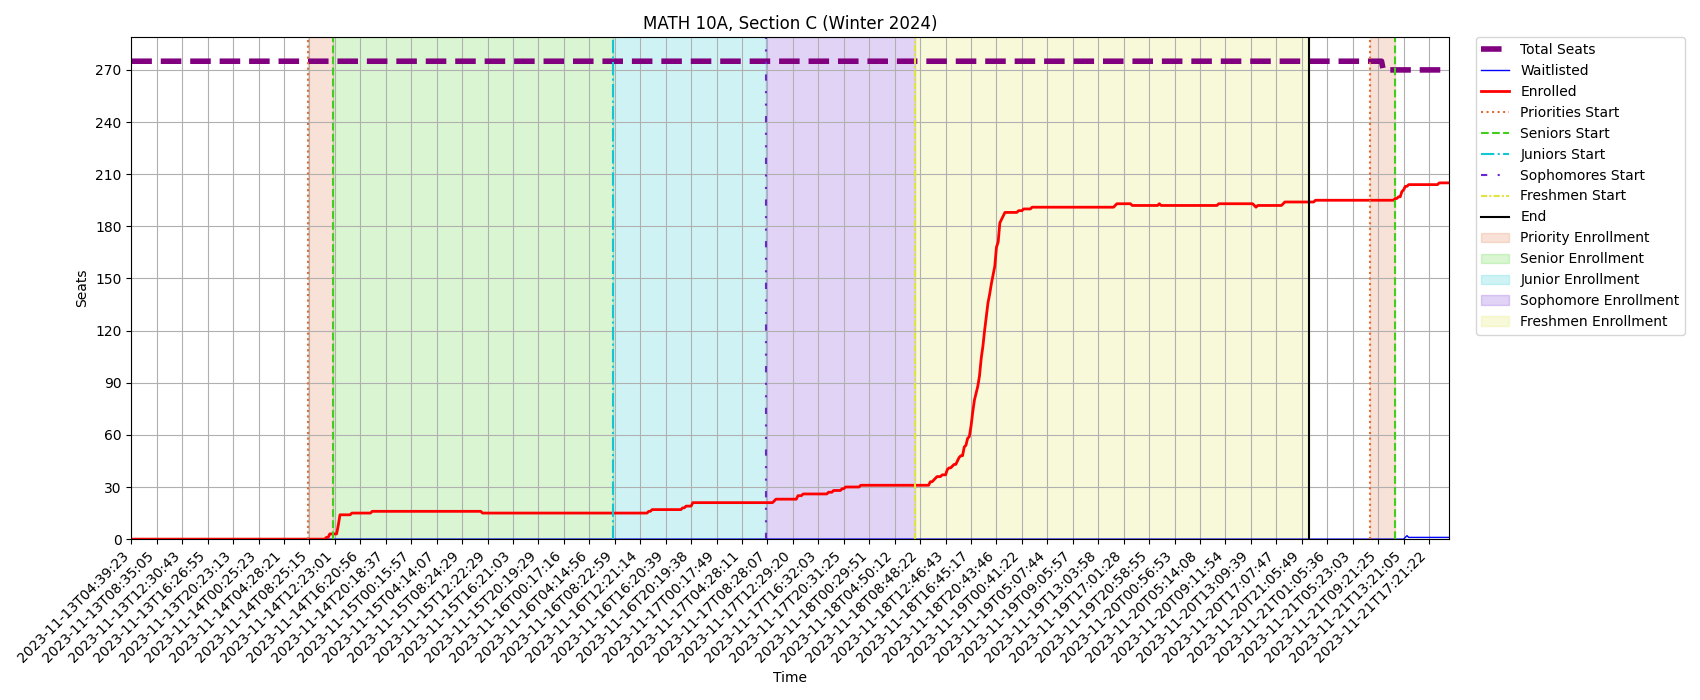 MATH 10A, Section C (Winter 2024)
Seats
270
240
210
180
150
120
90
60
30
0
2023-11-13T04:39:23
2023-11-13T08:35:05
2023-11-13T12:30:43
2023-11-13T16:26:55
2023-11-13T20:23:13
2023-11-14T00:25:23
2023-11-14T04:28:21
2023-11-14T08:25:15
2023-11-14T12:23:01
2023-11-14T16:20:56
2023-11-14T20:18:37
2023-11-15T00:15:57
2023-11-15T04:14:07
2023-11-15T08:24:29
2023-11-15T12:22:29
2023-11-15T16:21:03
2023-11-15T20:19:29
2023-11-16T00:17:16
2023-11-16T04:14:56
2023-11-16T08:22:59
2023-11-16T12:21:14
2023-11-16T16:20:39
2023-11-16T20:19:38
2023-11-17T00:17:49
2023-11-17T04:28:11
2023-11-17T08:28:07
2023-11-17T12:29:20
2023-11-17T16:32:03
2023-11-17T20:31:25
2023-11-18T00:29:51
2023-11-18T04:50:12
2023-11-18T08:48:22
2023-11-18T12:46:43
2023-11-18T16:45:17
2023-11-18T20:43:46
2023-11-19T00:41:22
2023-11-19T05:07:44
2023-11-19T09:05:57
2023-11-19T13:03:58
2023-11-19T17:01:28
2023-11-19T20:58:55
2023-11-20T00:56:53
2023-11-20T05:14:08
2023-11-20T09:11:54
2023-11-20T13:09:39
2023-11-20T17:07:47
2023-11-20T21:05:49
2023-11-21T01:05:36
2023-11-21T05:23:03
2023-11-21T09:21:25
2023-11-21T13:21:05
2023-11-21T17:21:22
Time
Total Seats
Waitlisted
Enrolled
Priorities Start
Seniors Start
Juniors Start
Sophomores Start
Freshmen Start
End
Priority Enrollment
Senior Enrollment
Junior Enrollment
Sophomore Enrollment
Freshmen Enrollment